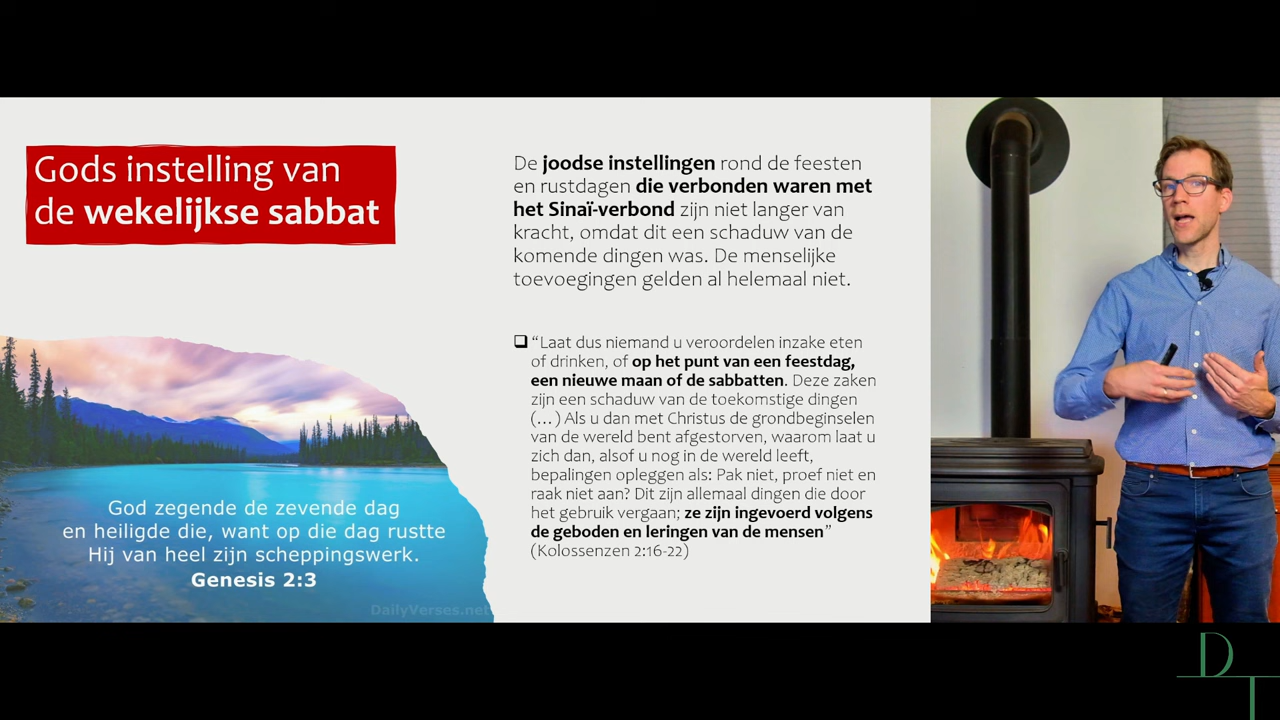 Gods instelling van
de wekelijkse sabbat
De joodse instellingen rond de feesten
en rustdagen die verbonden waren met
het Sinaï-verbond zijn niet langer van
kracht, omdat dit een schaduw van de
komende dingen was. De menselijke
toevoegingen gelden al helemaal niet.
❑ “Laat dus niemand u veroordelen inzake eten
of drinken, of op het punt van een feestdag,
een nieuwe maan of de sabbatten. Deze zaken
zijn een schaduw van de toekomstige dingen
(…) Als u dan met Christus de grondbeginselen
van de wereld bent afgestorven, waarom laat u
zich dan, alsof u nog in de wereld leeft,
bepalingen opleggen als: Pak niet, proef niet en
raak niet aan? Dit zijn allemaal dingen die door
het gebruik vergaan; ze zijn ingevoerd volgens
de geboden en leringen van de mensen”
(Kolossenzen 2:16-22)
God zegende de zevende dag
en heiligde die, want op die dag rustte
Hij van heel zijn scheppingswerk.
Genesis 2:3
DailyVerses.net
D
T